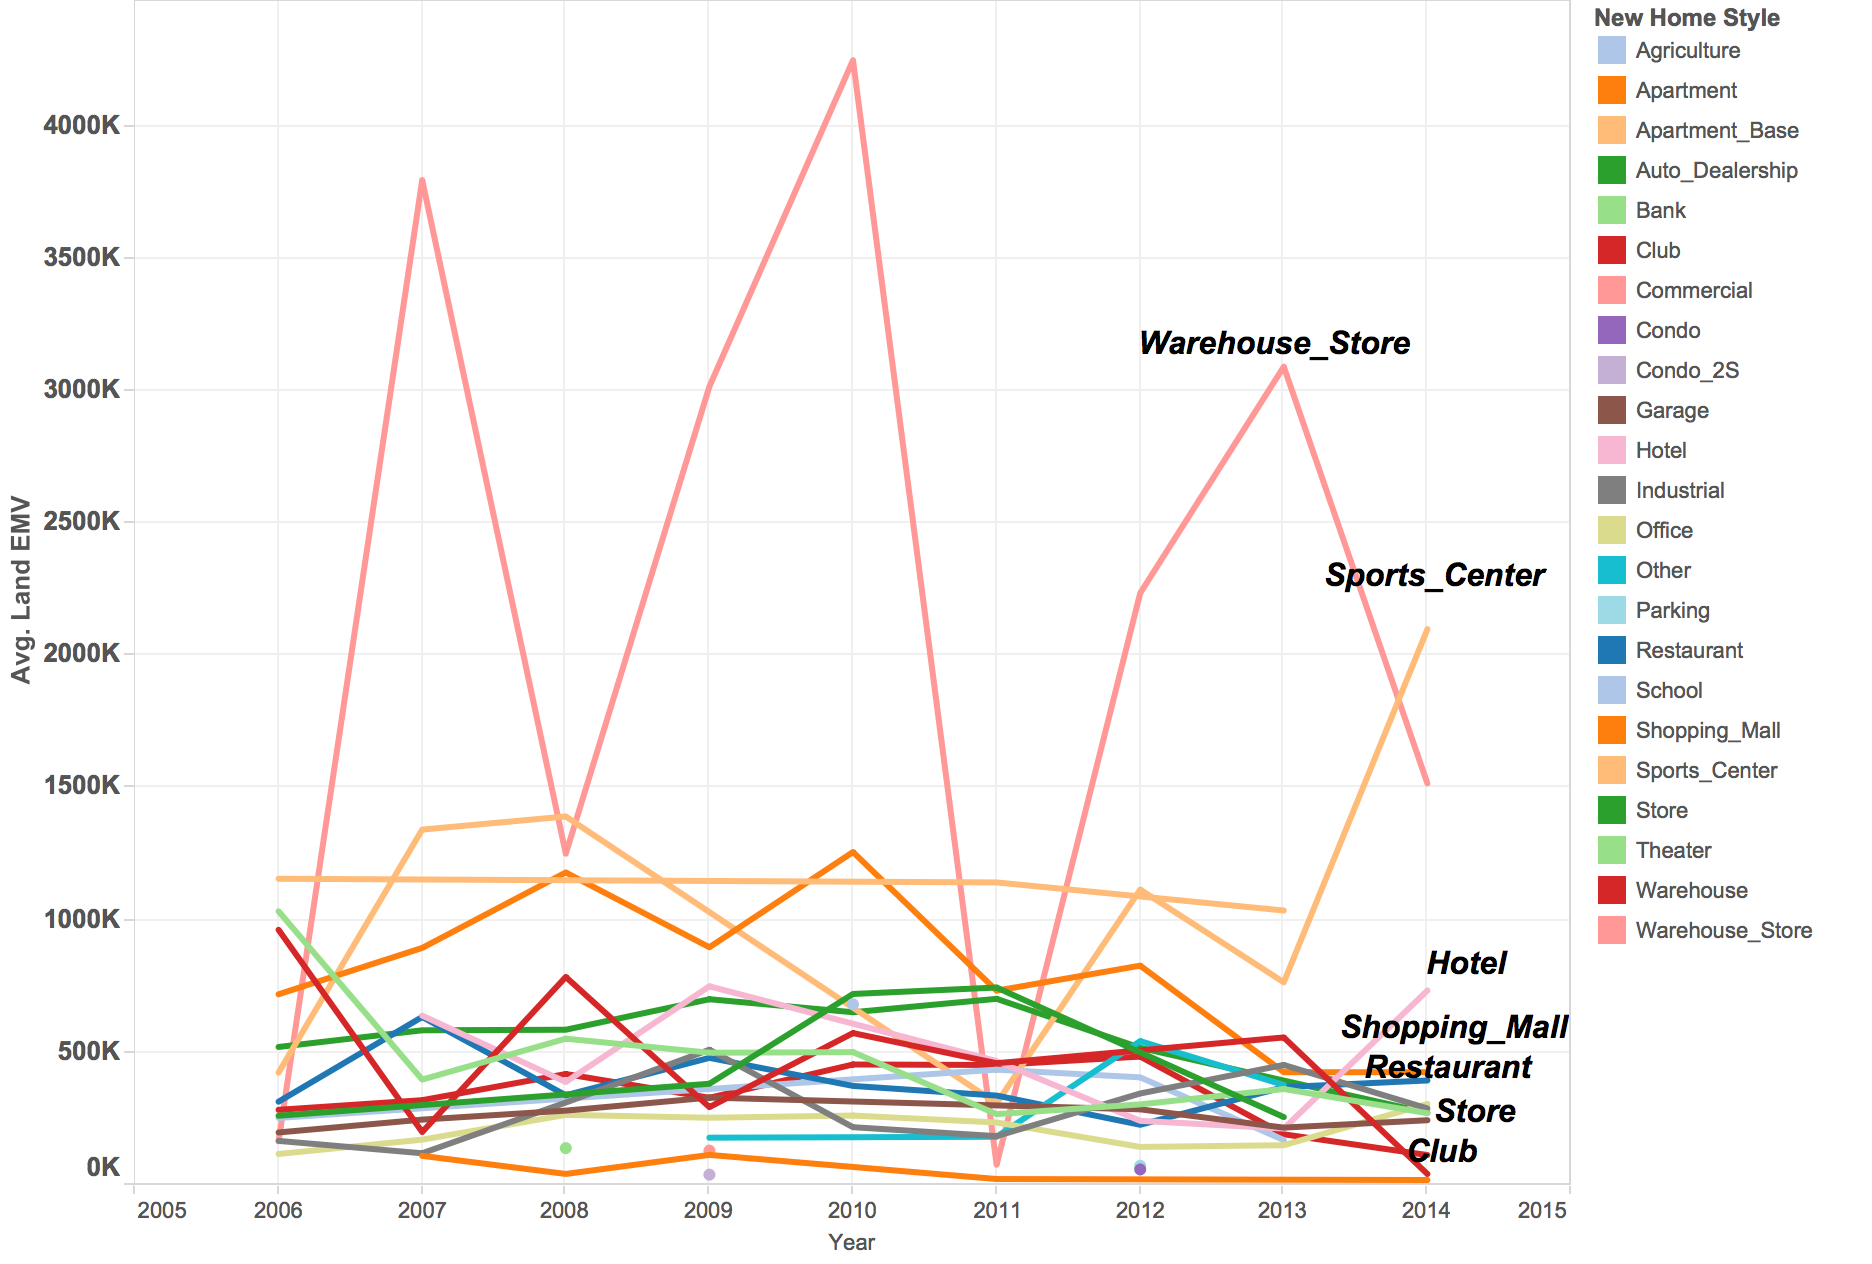 New Home Style
Agriculture
Apartment
Apartment_Base
Auto_Dealership
Bank
Club
Commercial
Condo
Condo_2S
Garage
Hotel
Industrial
Office
Other
Parking
Restaurant
School
Shopping_Mall
Sports_Center
Store
Theater
Warehouse
Warehouse_Store
Avg. Land EMV
4000K
3500K
3000K
2500K
2000K
1500K
1000K
500K
0K
Warehouse_Store
Sports_Center
Hotel
Shopping_Mall
Restaurant
Store
Club
2005 2006 2007 2008 2009 2010 2011 2012 2013 2014 2015
Year